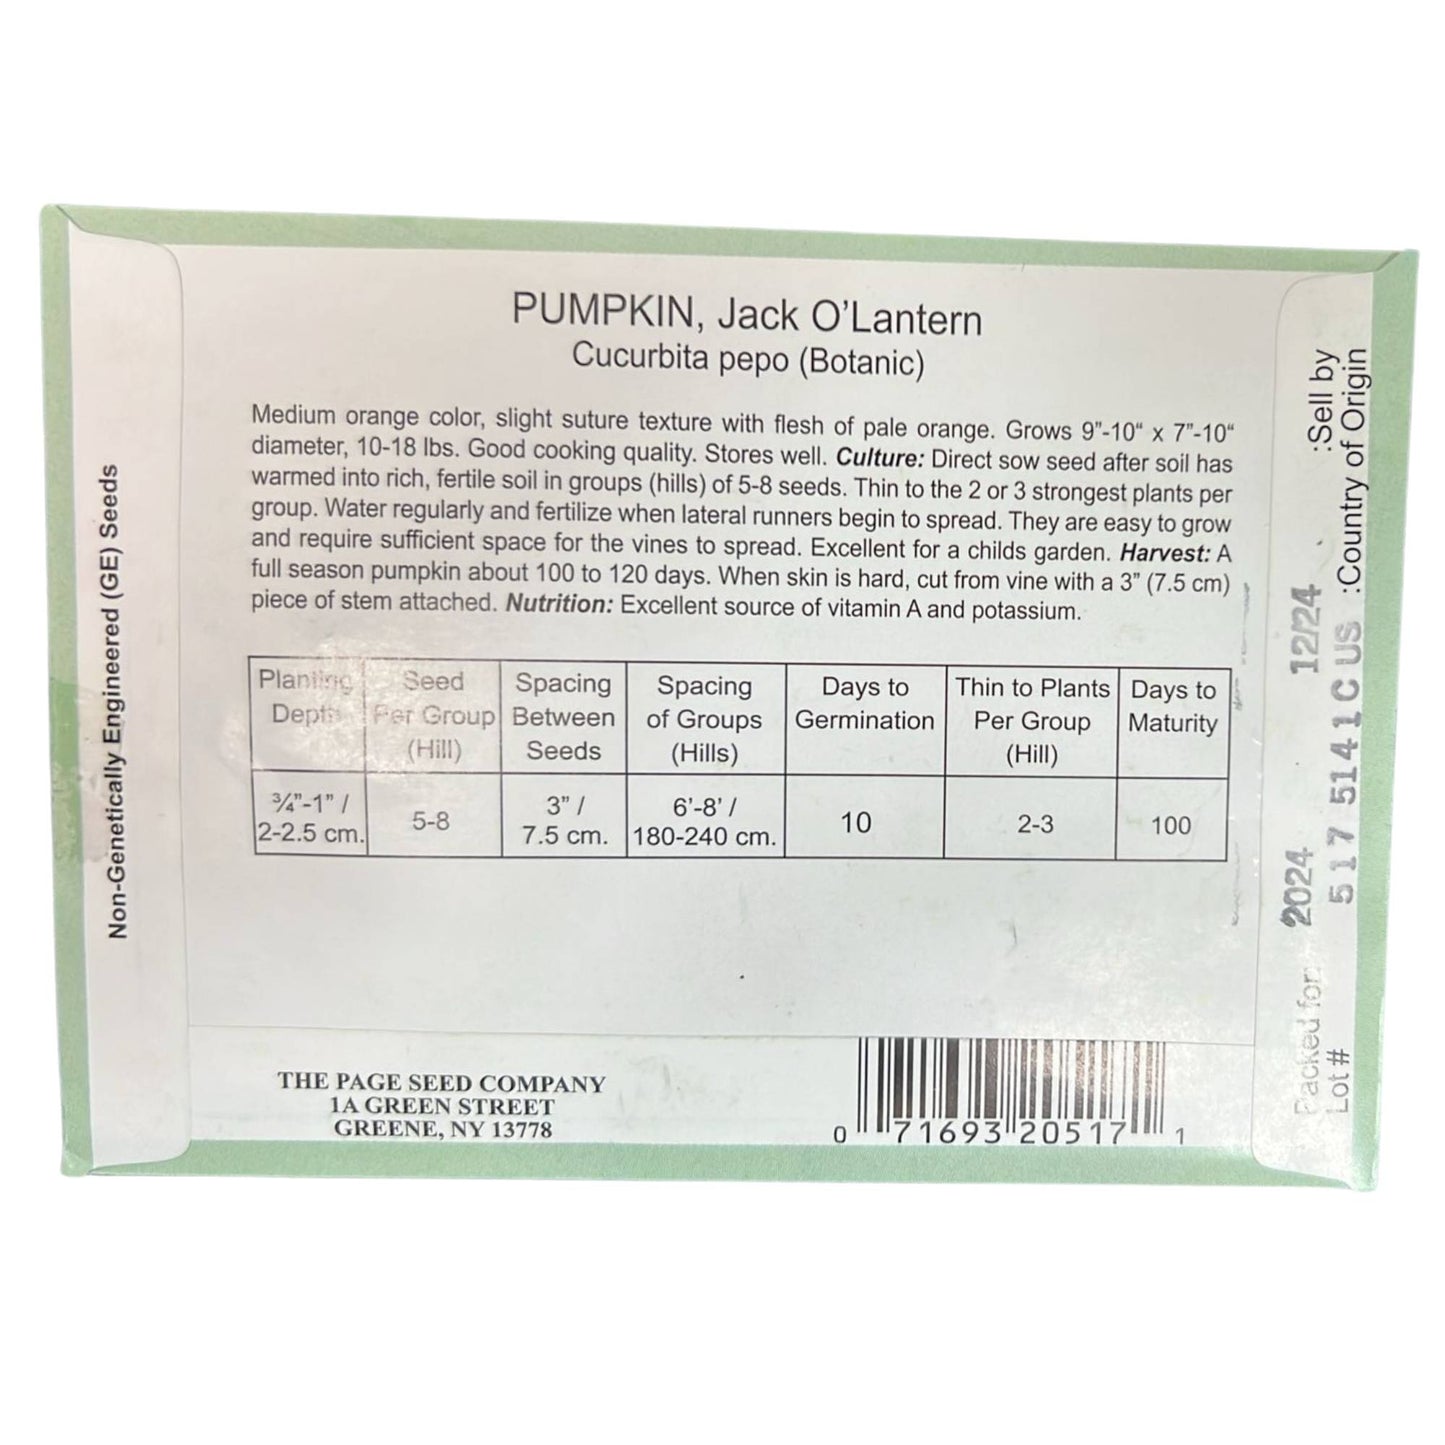 PUMPKIN, Jack O'Lantern
Cucurbita pepo (Botanic)
Medium orange color, slight suture texture with flesh of pale orange. Grows 9”-10“ x 7”-10“
diameter, 10-18 lbs. Good cooking quality. Stores well. Culture: Direct sow seed after soil has
warmed into rich, fertile soil in groups (hills) of 5-8 seeds. Thin to the 2 or 3 strongest plants per
group. Water regularly and fertilize when lateral runners begin to spread. They are easy to grow
and require sufficient space for the vines to spread. Excellent for a childs garden. Harvest: A
full season pumpkin about 100 to 120 days. When skin is hard, cut from vine with a 3” (7.5 cm)
piece of stem attached. Nutrition: Excellent source of vitamin A and potassium.
Planting Depth
Seed Per Group (Hill)
Spacing Between Seeds
Spacing of Groups (Hills)
Days to Germination
Thin to Plants Per Group (Hill)
Days to Maturity
¾”-1” / 2-2.5 cm.
5-8
3” / 7.5 cm.
6’-8’ / 180-240 cm.
10
2-3
100
THE PAGE SEED COMPANY
1A GREEN STREET
GREENE, NY 13778
0 71693 20517 1
Non-Genetically Engineered (GE) Seeds
Packed for: 2024 12/24 :Sell by
Lot # 517 5141C US :Country of Origin